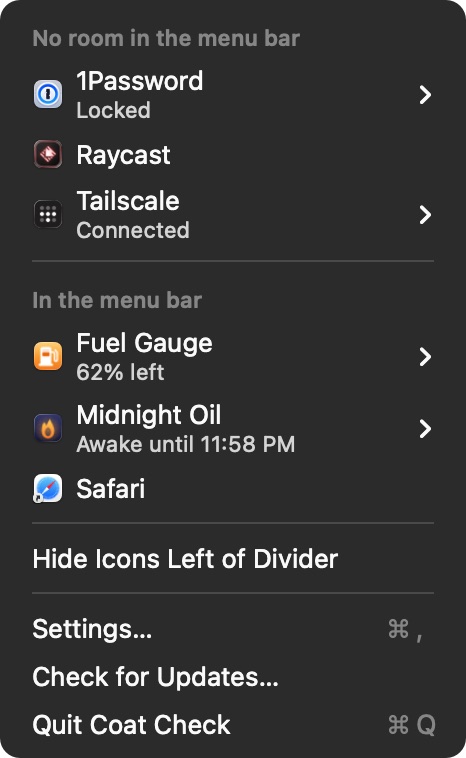 No room in the menu bar
1Password
Locked
Raycast
Tailscale
Connected
In the menu bar
Fuel Gauge
62% left
Midnight Oil
Awake until 11:58 PM
Safari
Hide Icons Left of Divider
Settings... ⌘ ,
Check for Updates...
Quit Coat Check ⌘ Q